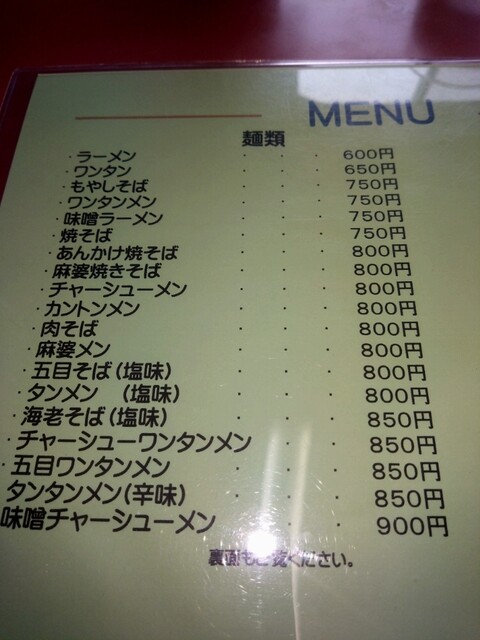 MENU
麺類
・ラーメン ・ ・ ・ 600円
・ワンタン ・ ・ ・ 650円
・もやしそば ・ ・ ・ 750円
・ワンタンメン ・ ・ ・ 750円
・味噌ラーメン ・ ・ ・ 750円
・焼そば ・ ・ ・ 750円
・あんかけ焼そば ・ ・ ・ 800円
・麻婆焼きそば ・ ・ ・ 800円
・チャーシューメン ・ ・ ・ 800円
・カントンメン ・ ・ ・ 800円
・肉そば ・ ・ ・ 800円
・麻婆メン ・ ・ ・ 800円
・五目そば(塩味) ・ ・ ・ 800円
・タンメン (塩味) ・ ・ ・ 800円
・海老そば(塩味) ・ ・ ・ 850円
・チャーシューワンタンメン ・ ・ 850円
・五目ワンタンメン ・ ・ ・ 850円
タンタンメン(辛味) ・ ・ ・ 850円
味噌チャーシューメン ・ ・ ・ 900円
裏面もご覧ください。